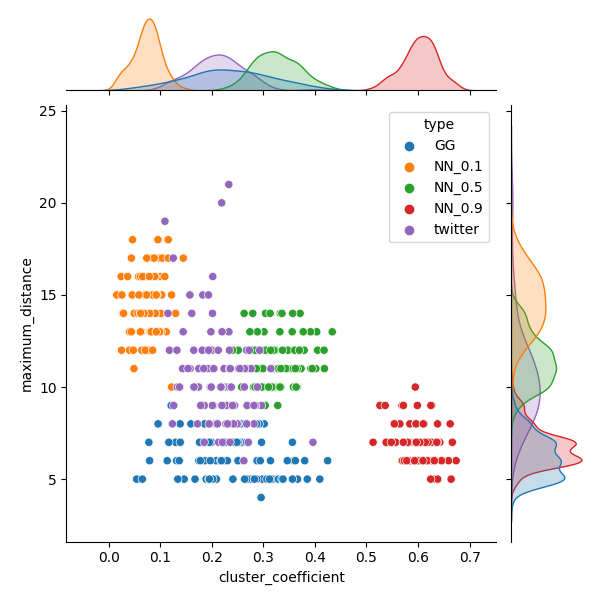 type
GG
NN_0.1
NN_0.5
NN_0.9
twitter
25
20
15
10
5
maximum_distance
0.0 0.1 0.2 0.3 0.4 0.5 0.6 0.7
cluster_coefficient